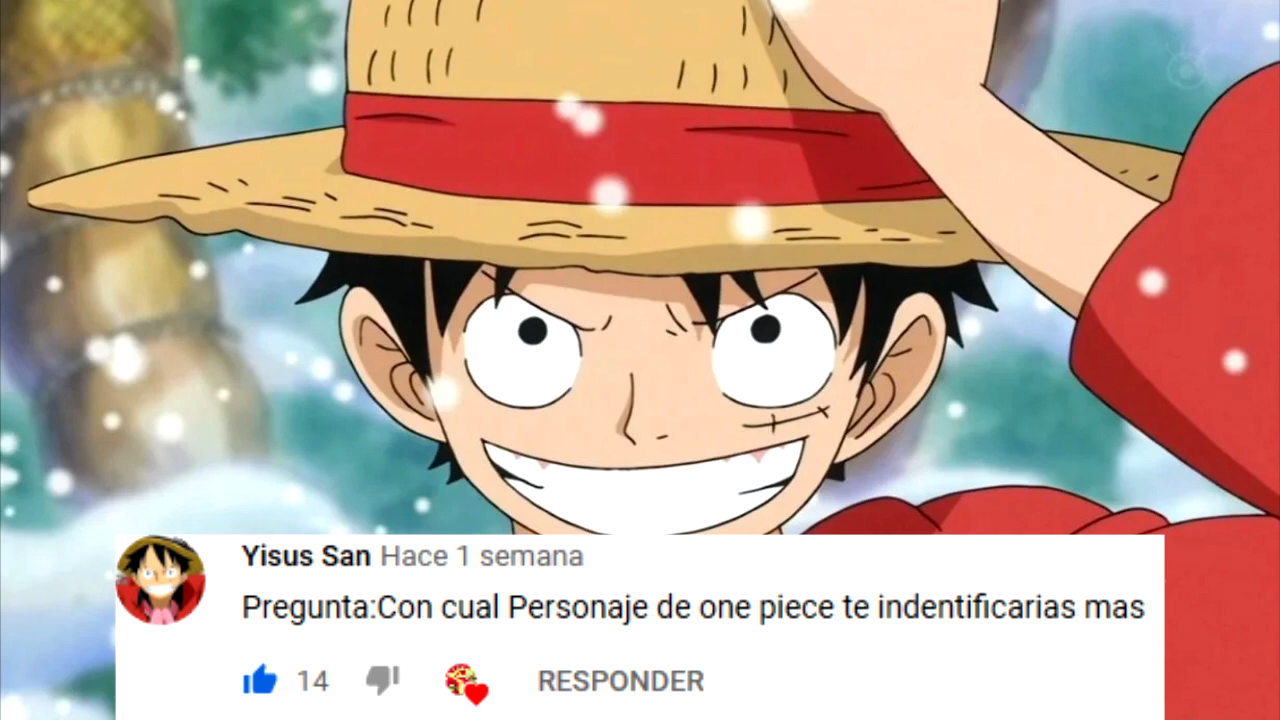 Yisus San Hace 1 semana
Pregunta:Con cual Personaje de one piece te indentificarias mas
14 RESPONDER